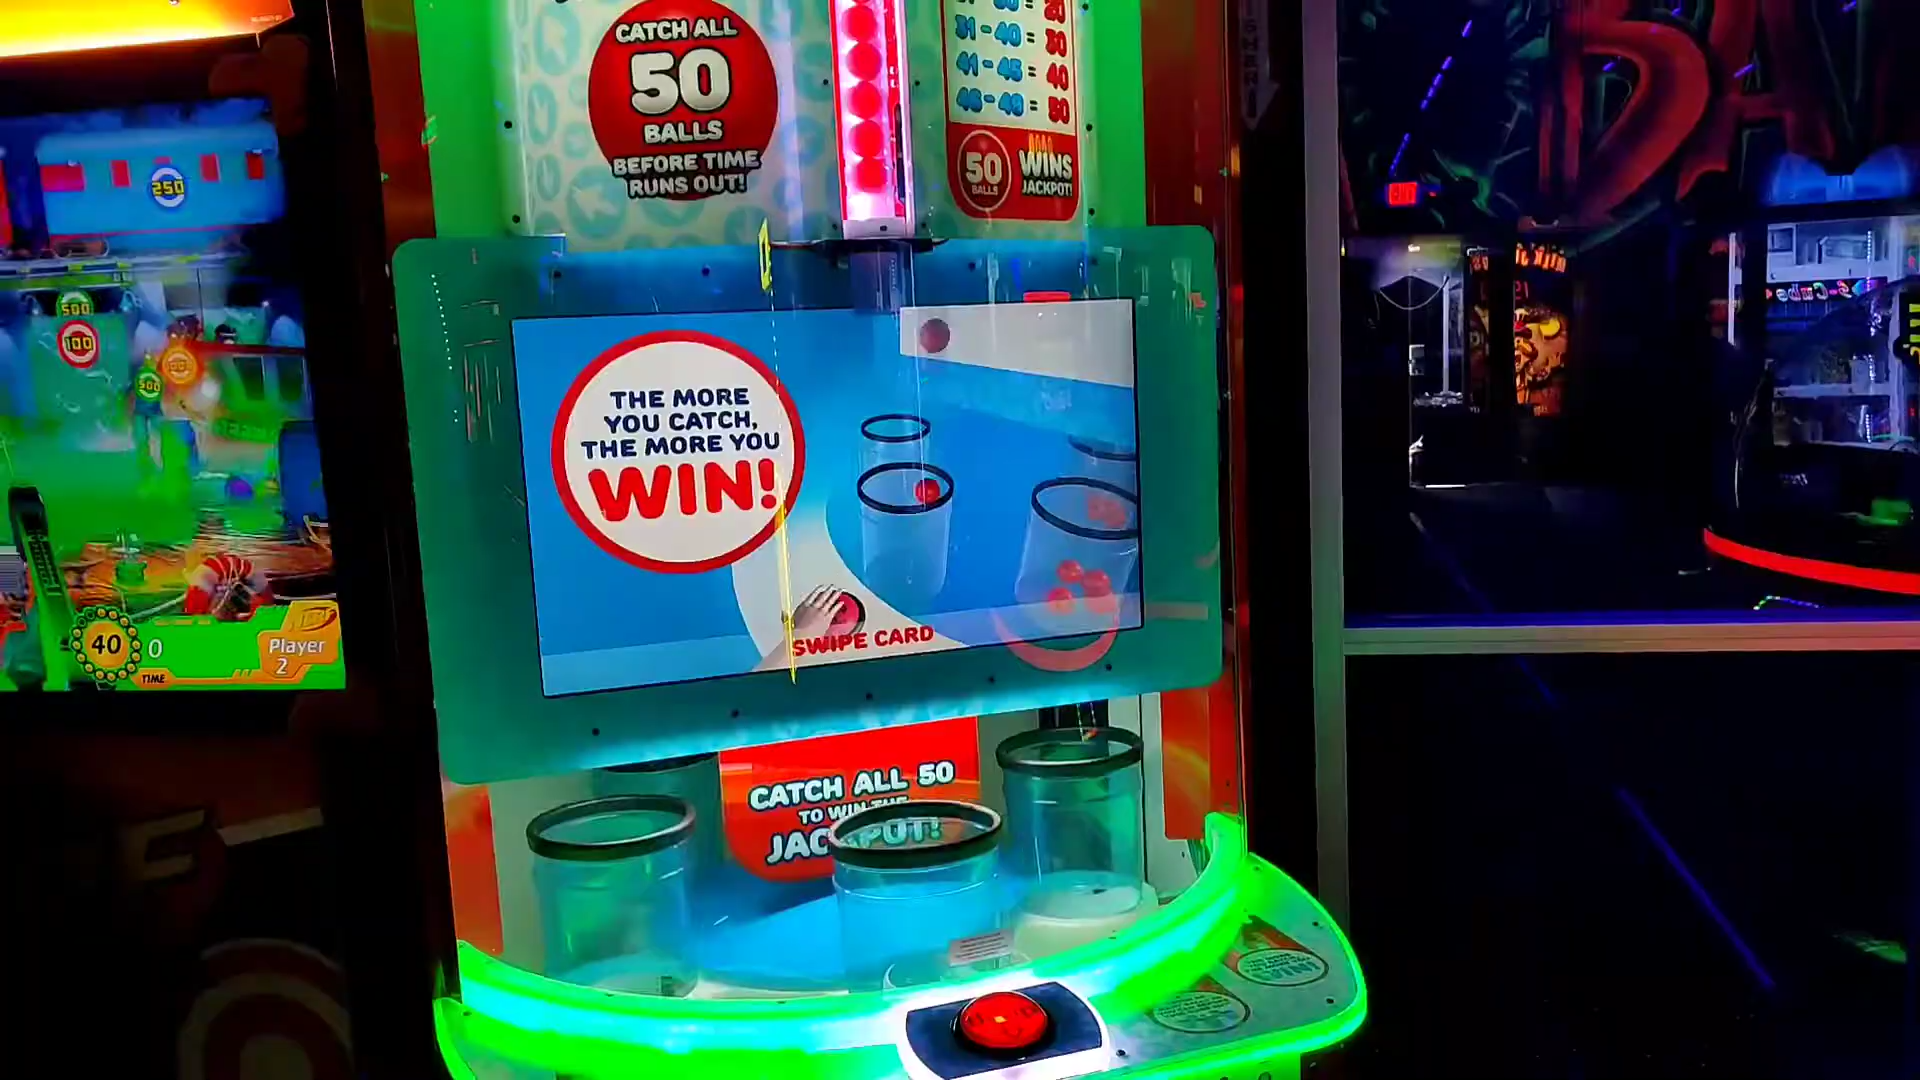 CATCH ALL
50
BALLS
BEFORE TIME
RUNS OUT!
31-40 = 30
41-45 = 40
46-49 = 50
50
BALLS
WINS
JACKPOT!
250
500
100
500
THE MORE
YOU CATCH,
THE MORE YOU
WIN!
SWIPE CARD
40
0
TIME
Player
2
CATCH ALL 50
TO WIN THE
JACKPOT!
BA